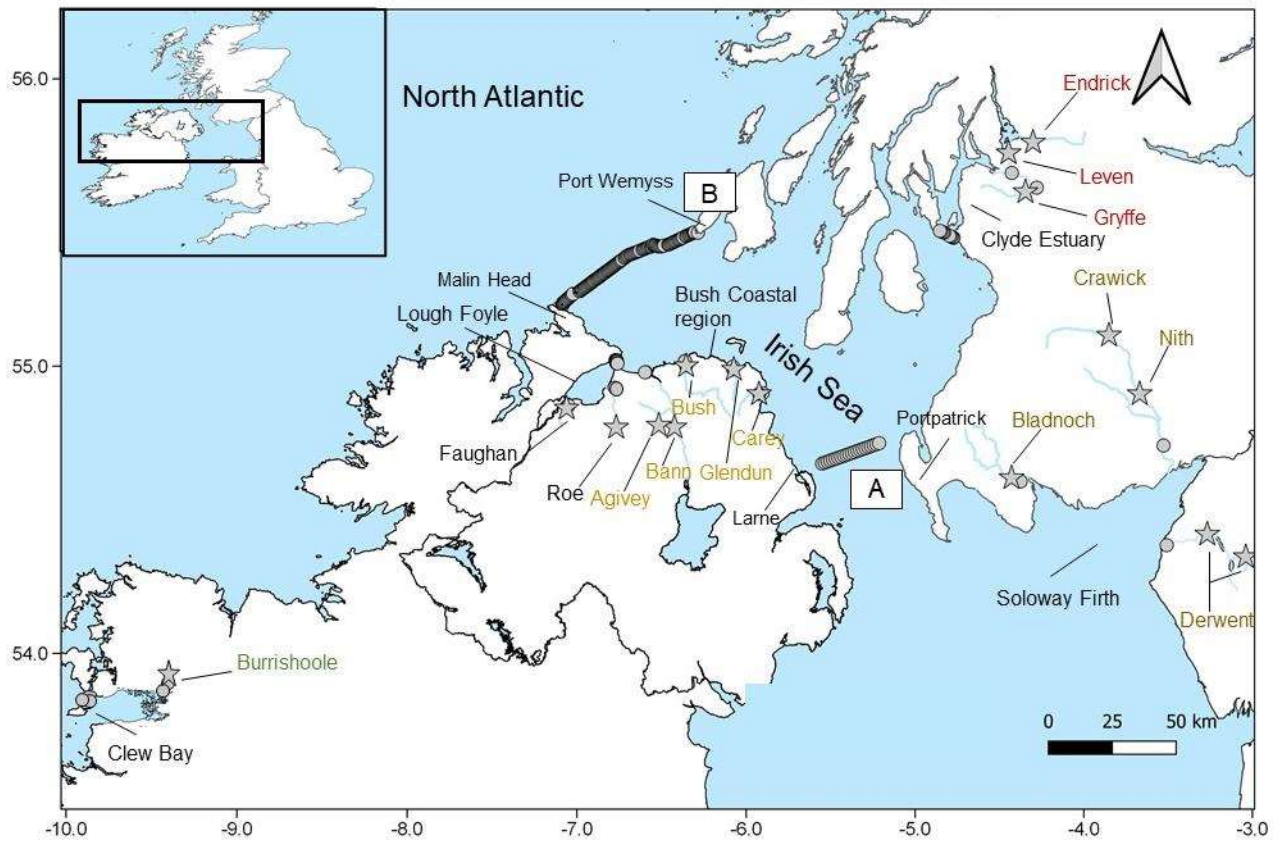 56.0
North Atlantic
Endrick
Port Wemyss
B
Leven
Gryffe
Clyde Estuary
Malin Head
Crawick
Bush Coastal
region
Lough Foyle
Nith
Irish Sea
55.0
Bush
Portpatrick
Bladnoch
Carey
Faughan
Bann
Glendun
Roe
Agivey
A
Larne
Soloway Firth
Derwent
54.0
Burrishoole
0
25
50 km
Clew Bay
-10.0
-9.0
-8.0
-7.0
-6.0
-5.0
-4.0
-3.0